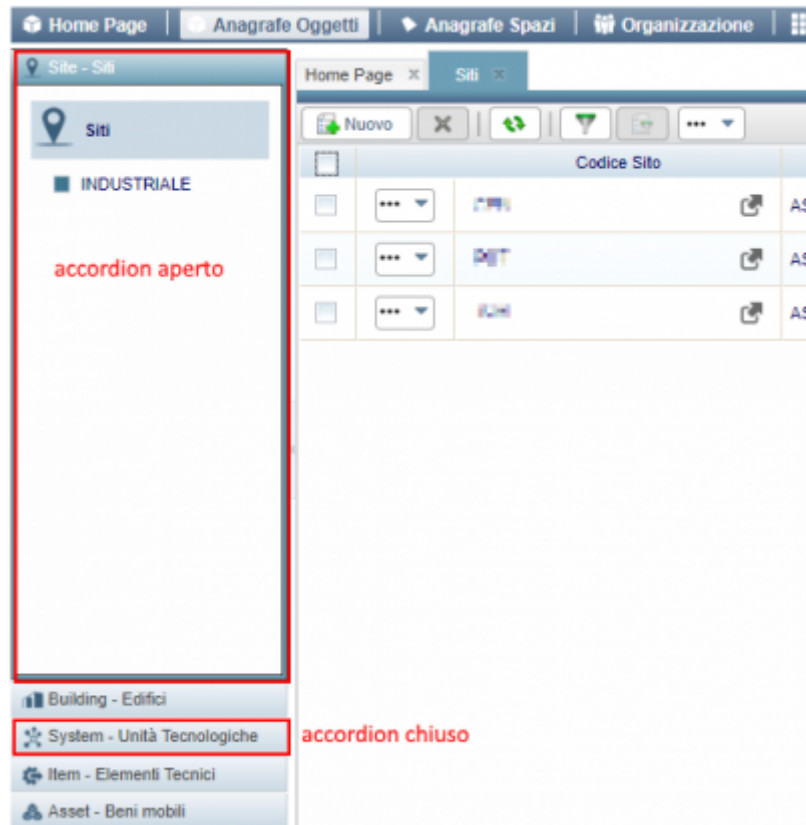 Home Page
Anagrafe Oggetti
Anagrafe Spazi
Organizzazione
Site - Siti
Home Page
Siti
Siti
INDUSTRIALE
accordion aperto
Nuovo
Codice Sito
Building - Edifici
System - Unità Tecnologiche
accordion chiuso
Item - Elementi Tecnici
Asset - Beni mobili